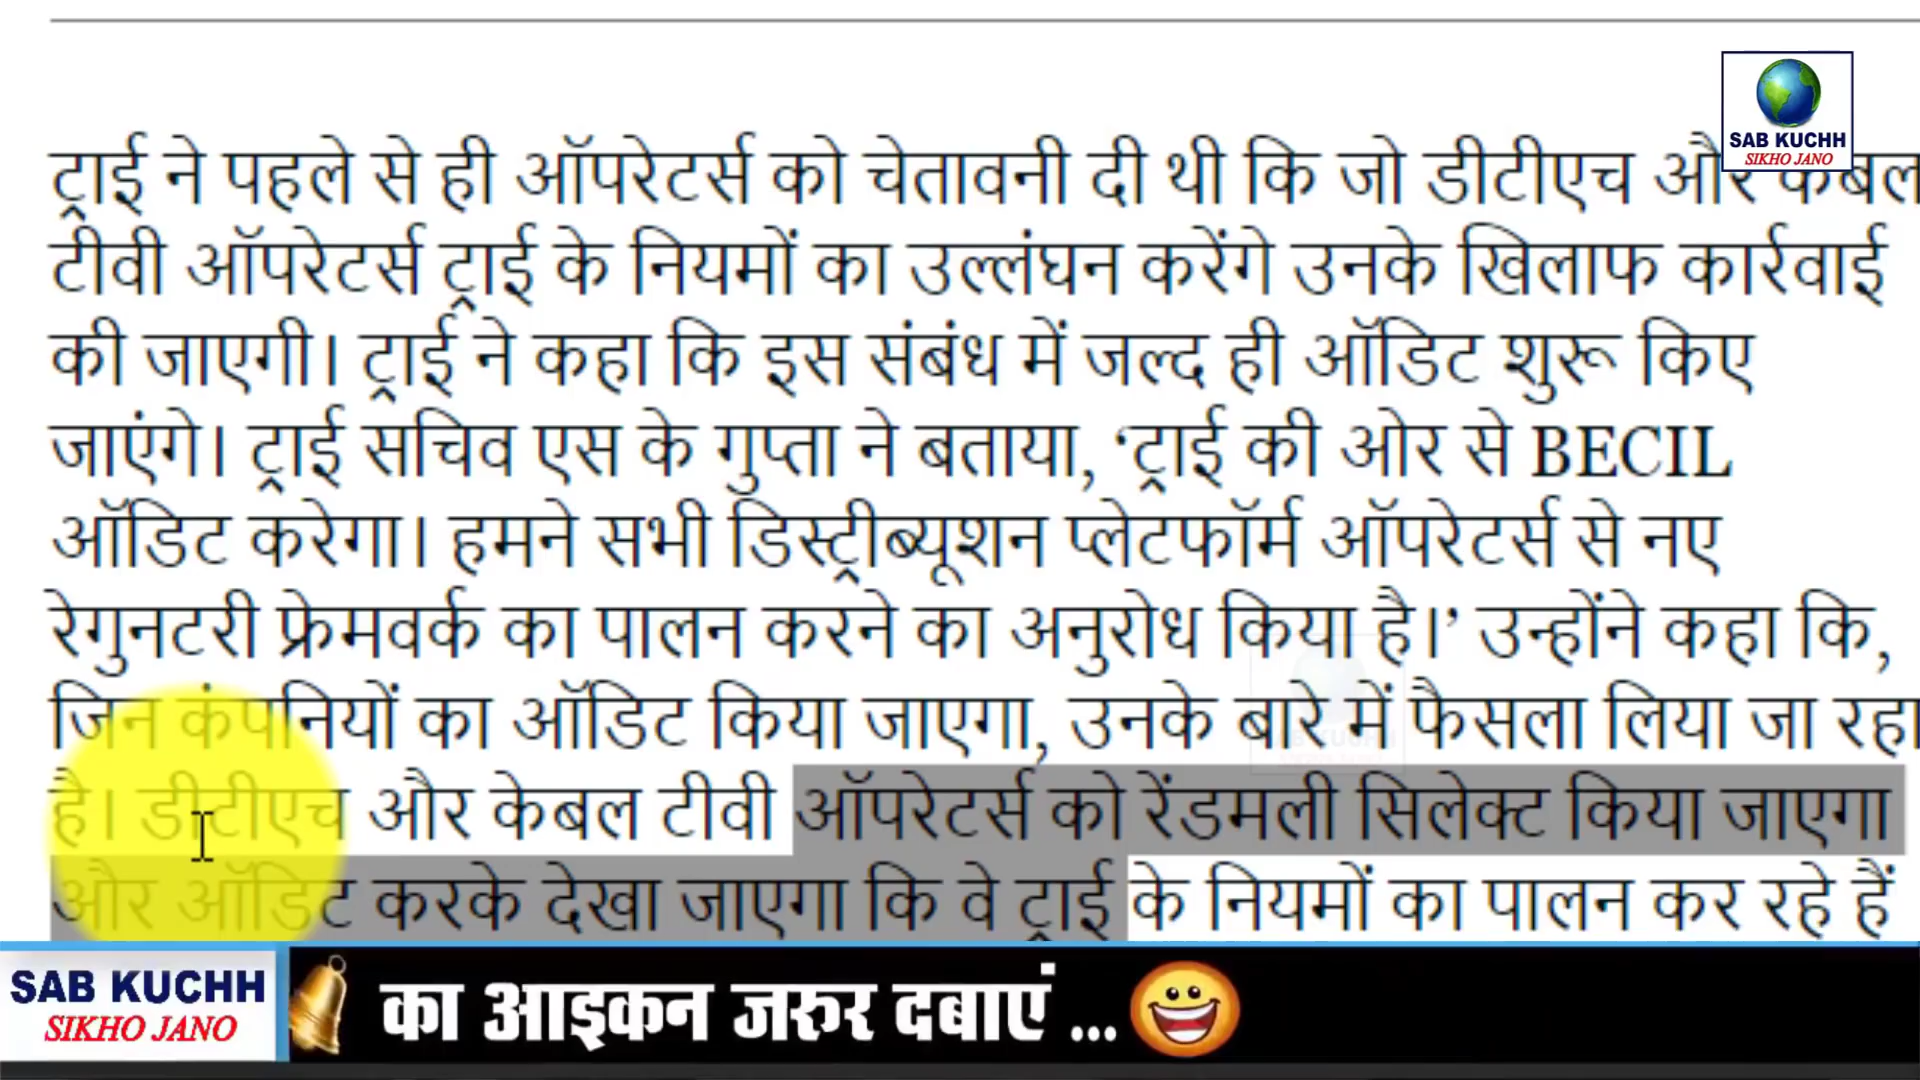 SAB KUCHH
SIKHO JANO
ट्राई ने पहले से ही ऑपरेटर्स को चेतावनी दी थी कि जो डीटीएच और केबल
टीवी ऑपरेटर्स ट्राई के नियमों का उल्लंघन करेंगे उनके खिलाफ कार्रवाई
की जाएगी। ट्राई ने कहा कि इस संबंध में जल्द ही ऑडिट शुरू किए
जाएंगे। ट्राई सचिव एस के गुप्ता ने बताया, ‘ट्राई की ओर से BECIL
ऑडिट करेगा। हमने सभी डिस्ट्रीब्यूशन प्लेटफॉर्म ऑपरेटर्स से नए
रेगुनटरी फ्रेमवर्क का पालन करने का अनुरोध किया है।’ उन्होंने कहा कि,
जिन कंपनियों का ऑडिट किया जाएगा, उनके बारे में फैसला लिया जा रहा
है। डीटीएच और केबल टीवी ऑपरेटर्स को रेंडमली सिलेक्ट किया जाएगा
और ऑडिट करके देखा जाएगा कि वे ट्राई के नियमों का पालन कर रहे हैं
SAB KUCHH
SIKHO JANO
का आइकन जरुर दबाएं ...